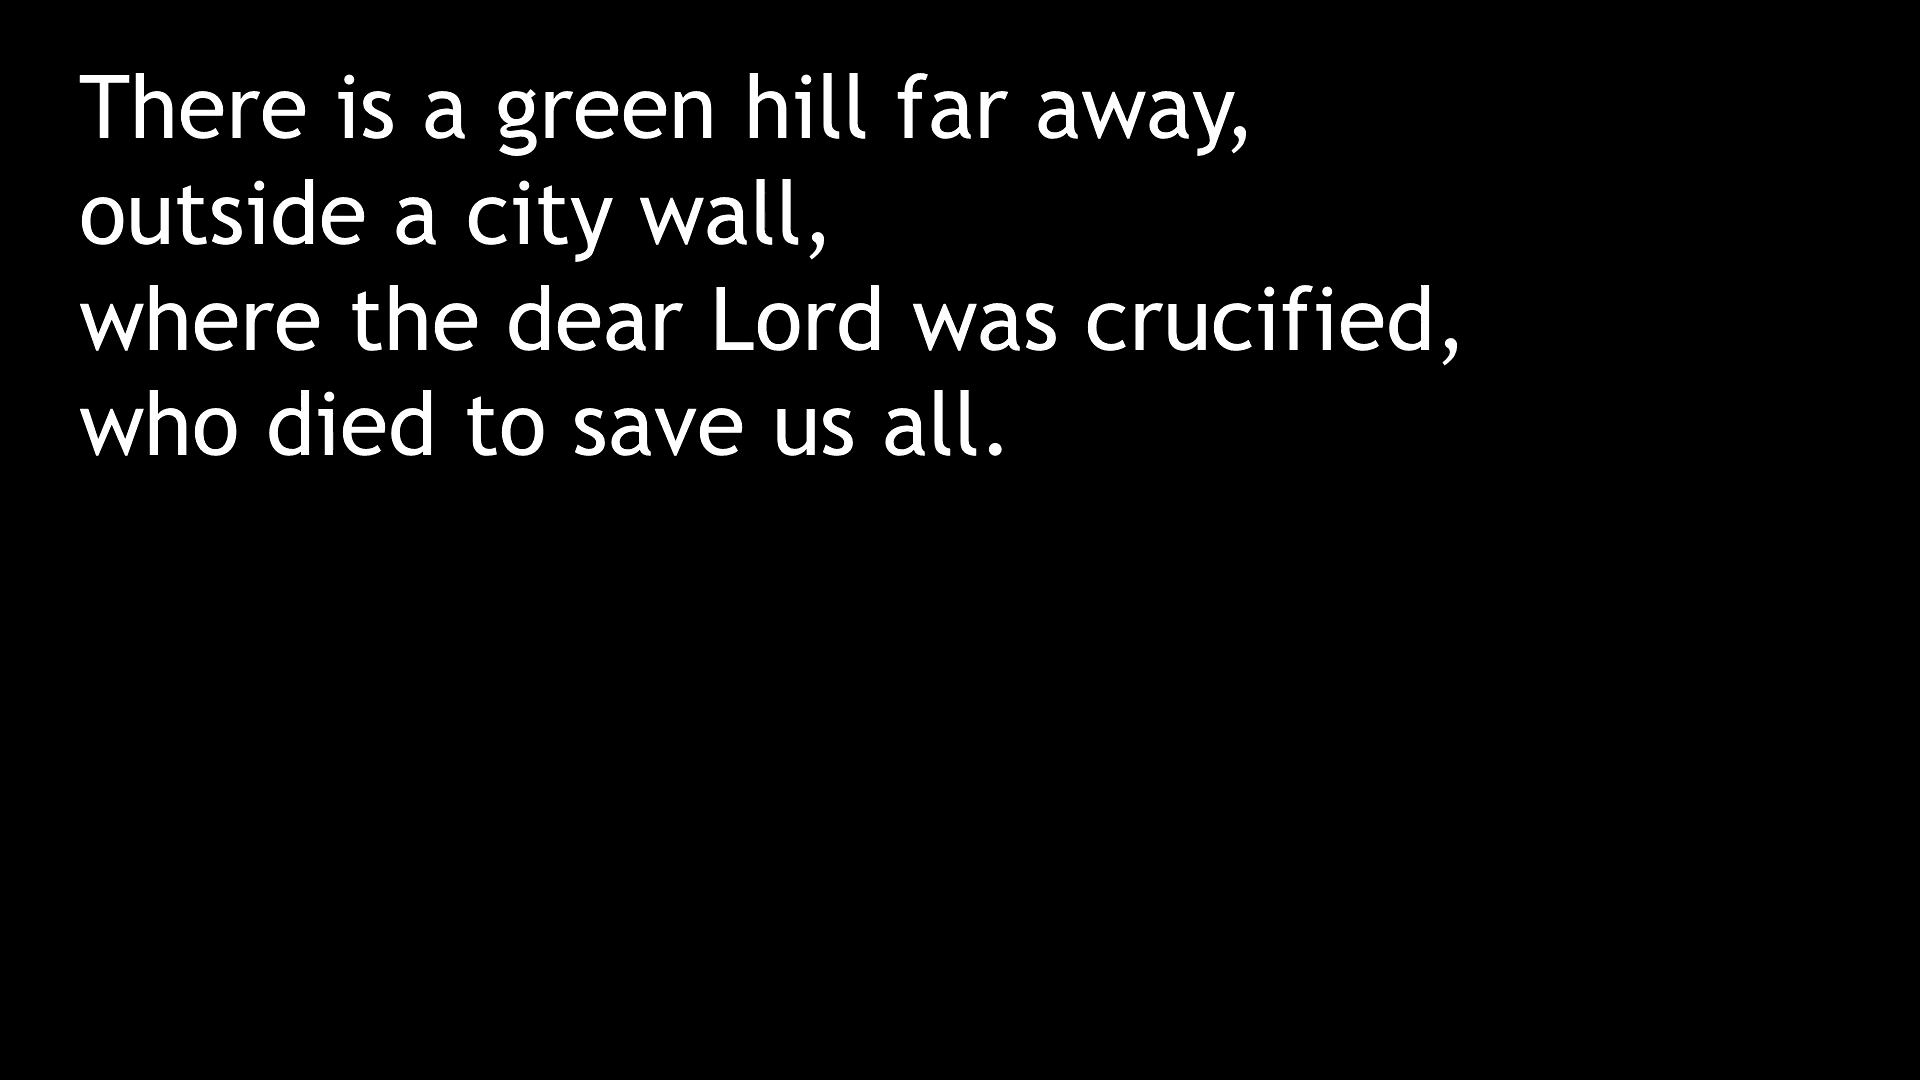 There is a green hill far away,
outside a city wall,
where the dear Lord was crucified,
who died to save us all.